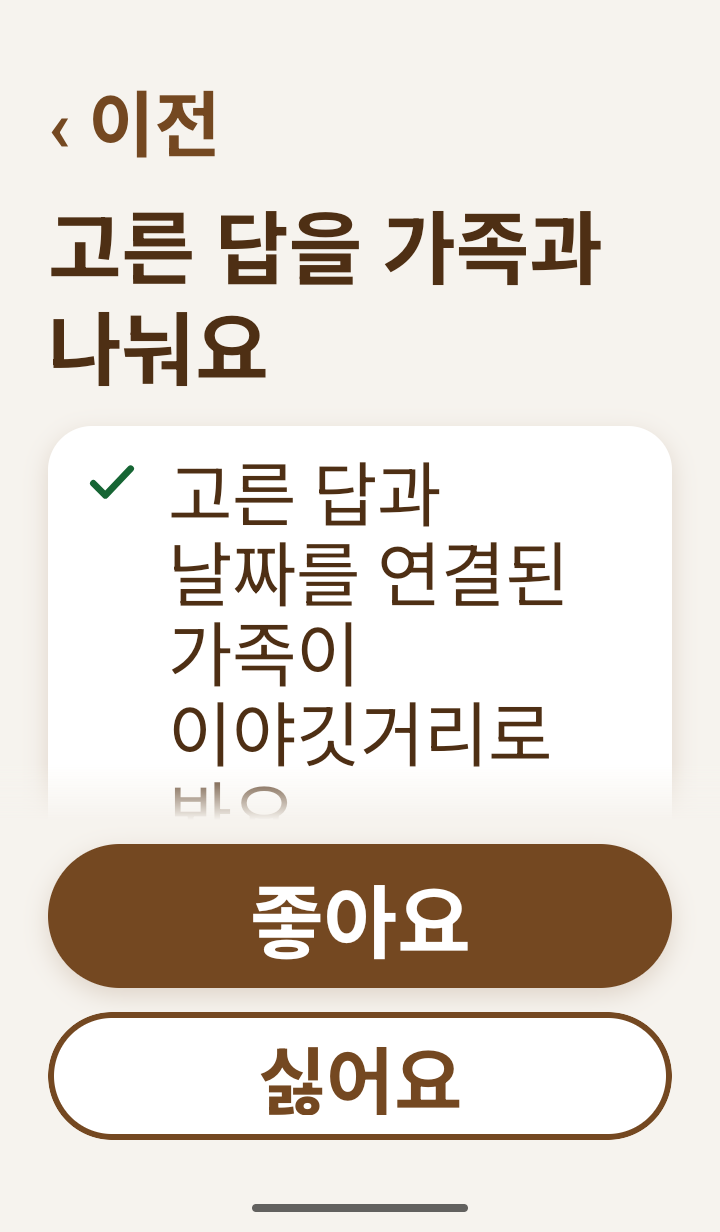 ‹ 이전
고른 답을 가족과
나눠요
고른 답과
날짜를 연결된
가족이
이야깃거리로
좋아요
싫어요